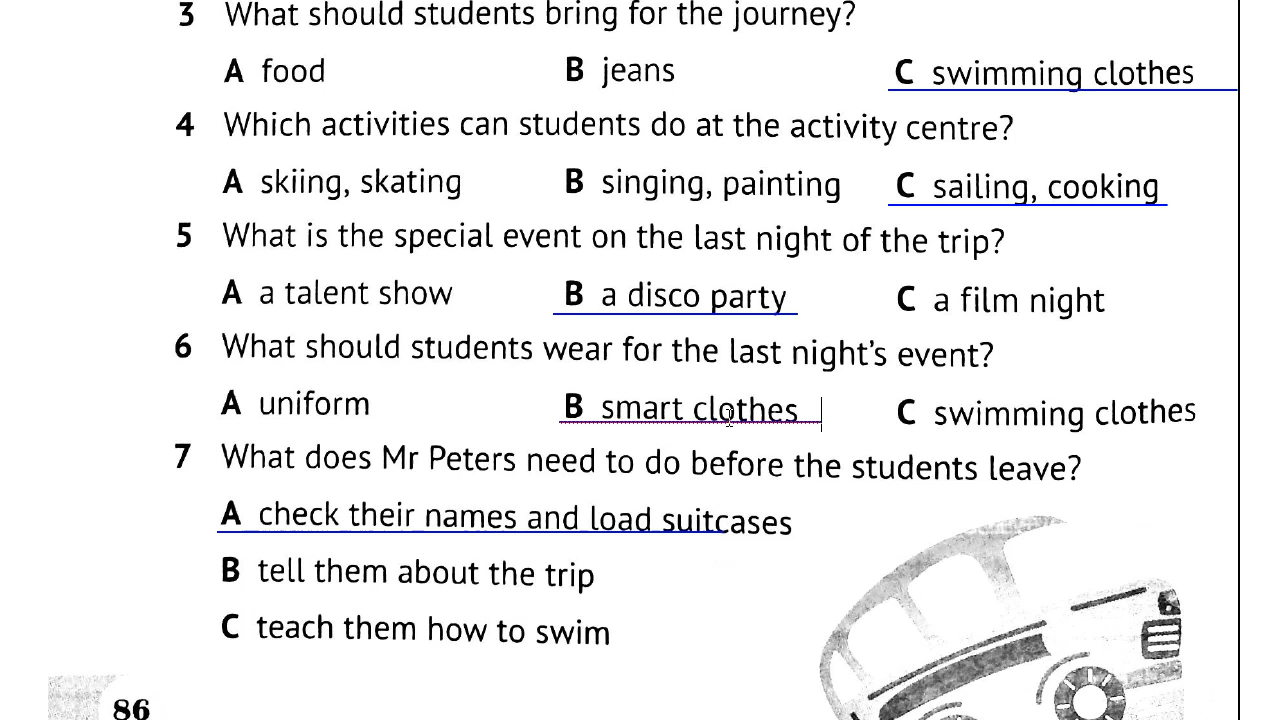 3 What should students bring for the journey?
A food B jeans C swimming clothes
4 Which activities can students do at the activity centre?
A skiing, skating B singing, painting C sailing, cooking
5 What is the special event on the last night of the trip?
A a talent show B a disco party C a film night
6 What should students wear for the last night's event?
A uniform B smart clothes C swimming clothes
7 What does Mr Peters need to do before the students leave?
A check their names and load suitcases
B tell them about the trip
C teach them how to swim
86